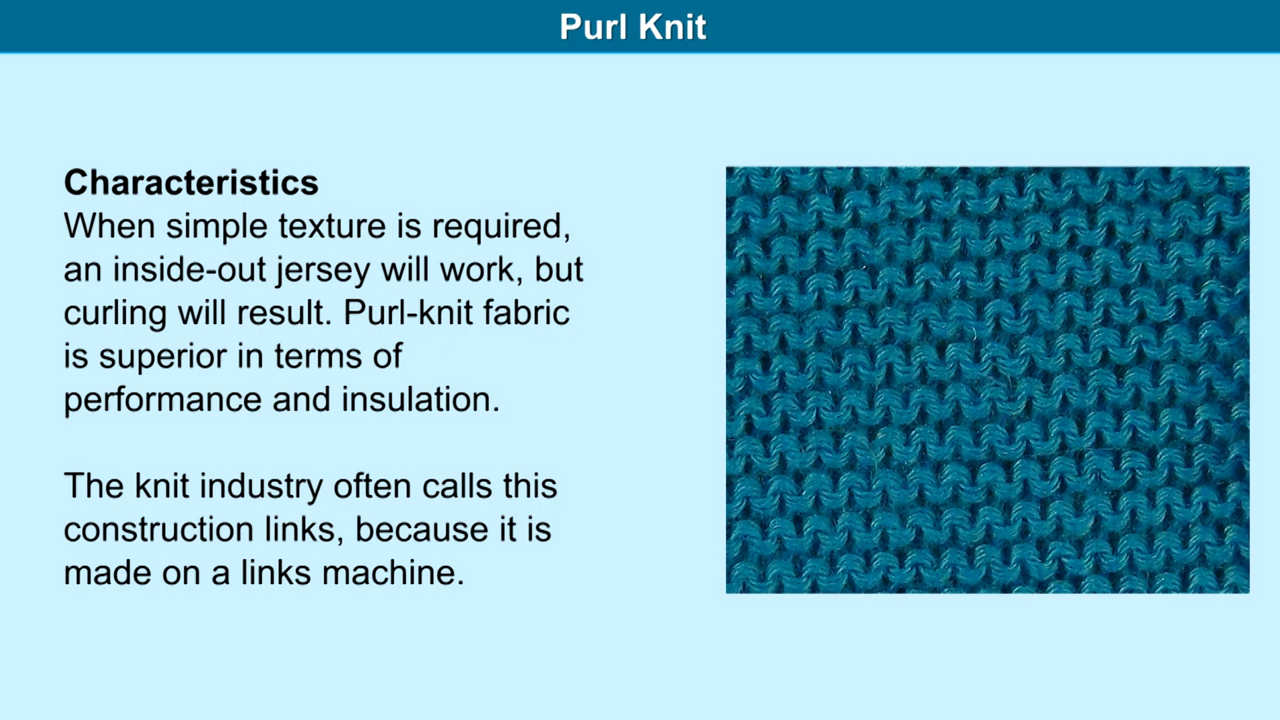 Purl Knit
Characteristics
When simple texture is required,
an inside-out jersey will work, but
curling will result. Purl-knit fabric
is superior in terms of
performance and insulation.
The knit industry often calls this
construction links, because it is
made on a links machine.